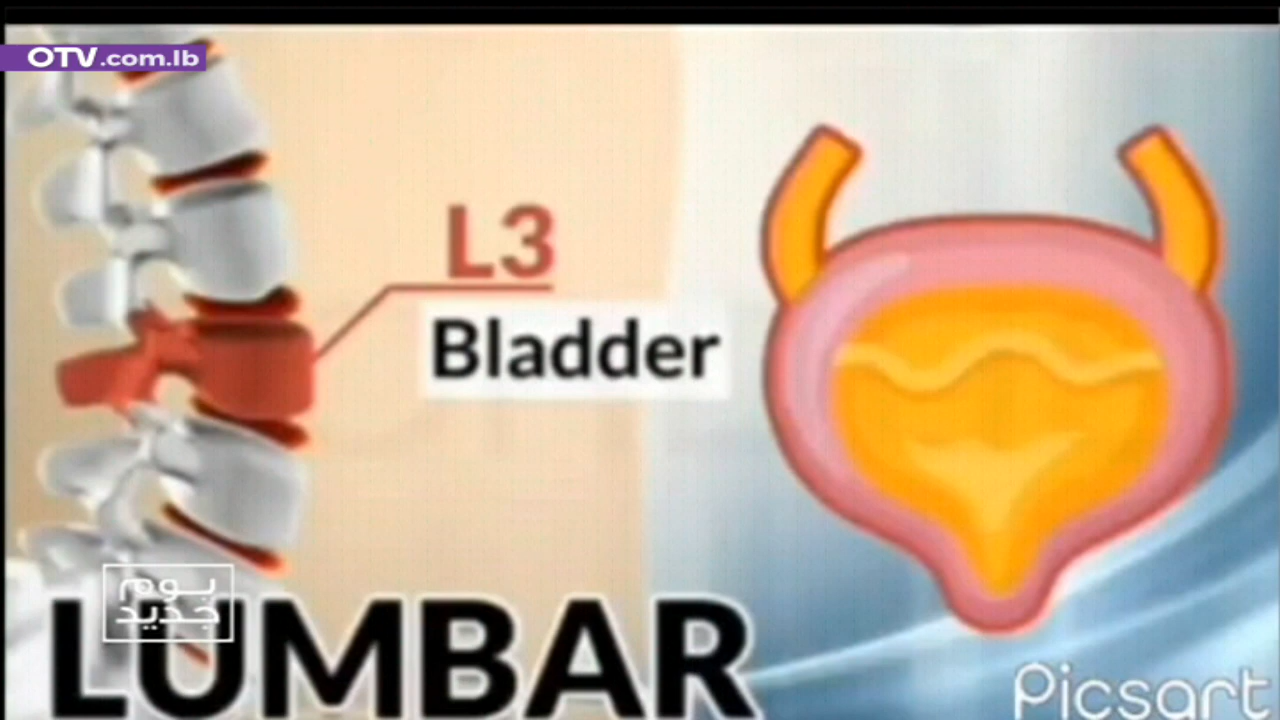 OTV.com.lb
L3
Bladder
يوم
جديد
LUMBAR
Picsart